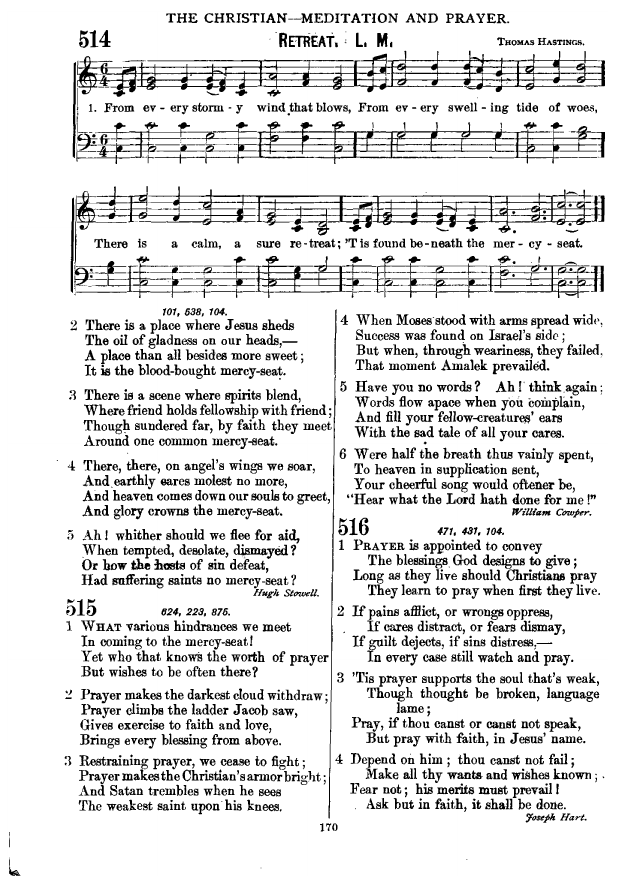 THE CHRISTIAN—MEDITATION AND PRAYER.
514
RETREAT. L. M.
THOMAS HASTINGS.
1. From ev - ery storm - y wind that blows, From ev - ery swell - ing tide of woes,
There is a calm, a sure re - treat; 'T is found be - neath the mer - cy - seat.
101, 538, 104.
2 There is a place where Jesus sheds
The oil of gladness on our heads,—
A place than all besides more sweet;
It is the blood-bought mercy-seat.
3 There is a scene where spirits blend,
Where friend holds fellowship with friend;
Though sundered far, by faith they meet
Around one common mercy-seat.
4 There, there, on angel's wings we soar,
And earthly cares molest no more,
And heaven comes down our souls to greet,
And glory crowns the mercy-seat.
5 Ah! whither should we flee for aid,
When tempted, desolate, dismayed?
Or how the hosts of sin defeat,
Had suffering saints no mercy-seat?
Hugh Stowell.
515
624, 223, 875.
1 WHAT various hindrances we meet
In coming to the mercy-seat!
Yet who that knows the worth of prayer
But wishes to be often there?
2 Prayer makes the darkest cloud withdraw;
Prayer climbs the ladder Jacob saw,
Gives exercise to faith and love,
Brings every blessing from above.
3 Restraining prayer, we cease to fight;
Prayer makes the Christian's armor bright;
And Satan trembles when he sees
The weakest saint upon his knees.
4 When Moses stood with arms spread wide,
Success was found on Israel's side;
But when, through weariness, they failed,
That moment Amalek prevailed.
5 Have you no words? Ah! think again;
Words flow apace when you complain,
And fill your fellow-creatures' ears
With the sad tale of all your cares.
6 Were half the breath thus vainly spent,
To heaven in supplication sent,
Your cheerful song would oftener be,
"Hear what the Lord hath done for me!"
William Cowper.
516
471, 431, 104.
1 PRAYER is appointed to convey
The blessings God designs to give;
Long as they live should Christians pray
They learn to pray when first they live.
2 If pains afflict, or wrongs oppress,
If cares distract, or fears dismay,
If guilt dejects, if sins distress,—
In every case still watch and pray.
3 'Tis prayer supports the soul that's weak,
Though thought be broken, language
lame;
Pray, if thou canst or canst not speak,
But pray with faith, in Jesus' name.
4 Depend on him; thou canst not fail;
Make all thy wants and wishes known;
Fear not; his merits must prevail!
Ask but in faith, it shall be done.
Joseph Hart.
170